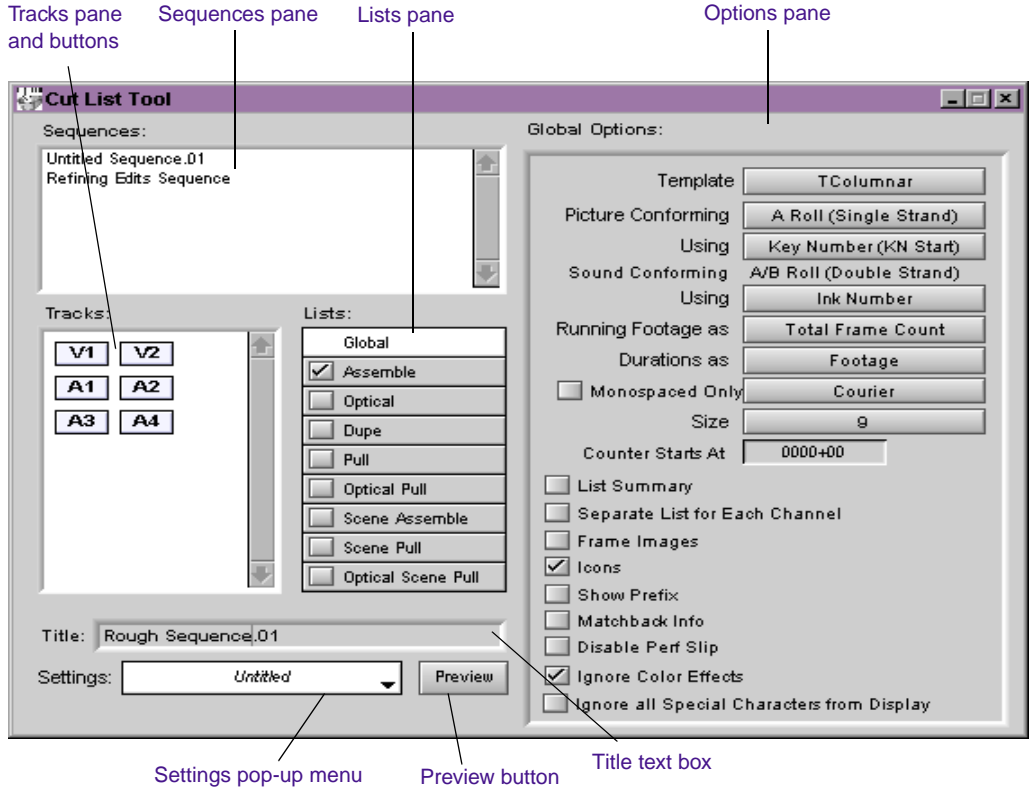 Tracks pane
and buttons
Sequences pane
Lists pane
Options pane
Cut List Tool
Sequences:
Untitled Sequence.01
Refining Edits Sequence
Tracks:
V1 V2
A1 A2
A3 A4
Lists:
Global
Assemble
Optical
Dupe
Pull
Optical Pull
Scene Assemble
Scene Pull
Optical Scene Pull
Title: Rough Sequence.01
Settings: Untitled Preview
Global Options:
Template TColumnar
Picture Conforming A Roll (Single Strand)
Using Key Number (KN Start)
Sound Conforming A/B Roll (Double Strand)
Using Ink Number
Running Footage as Total Frame Count
Durations as Footage
Monospaced Only Courier
Size 9
Counter Starts At 0000+00
List Summary
Separate List for Each Channel
Frame Images
Icons
Show Prefix
Matchback Info
Disable Perf Slip
Ignore Color Effects
Ignore all Special Characters from Display
Settings pop-up menu
Preview button
Title text box